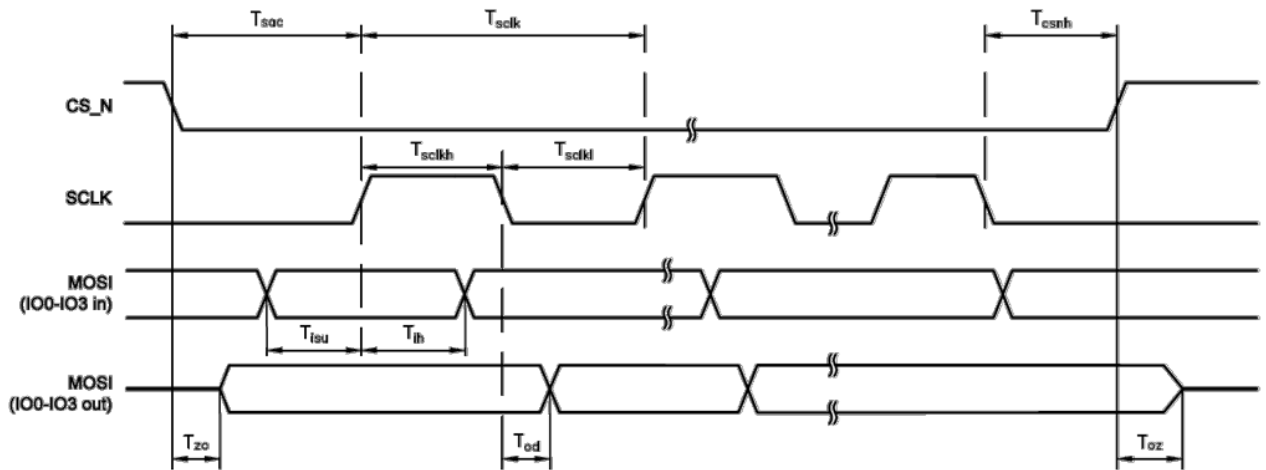 Tsac Tsclk Tcsnh
CS_N
Tsclkh Tsclkl
SCLK
MOSI
(IO0-IO3 in)
Tisu Tih
MOSI
(IO0-IO3 out)
Tzo Tod Toz